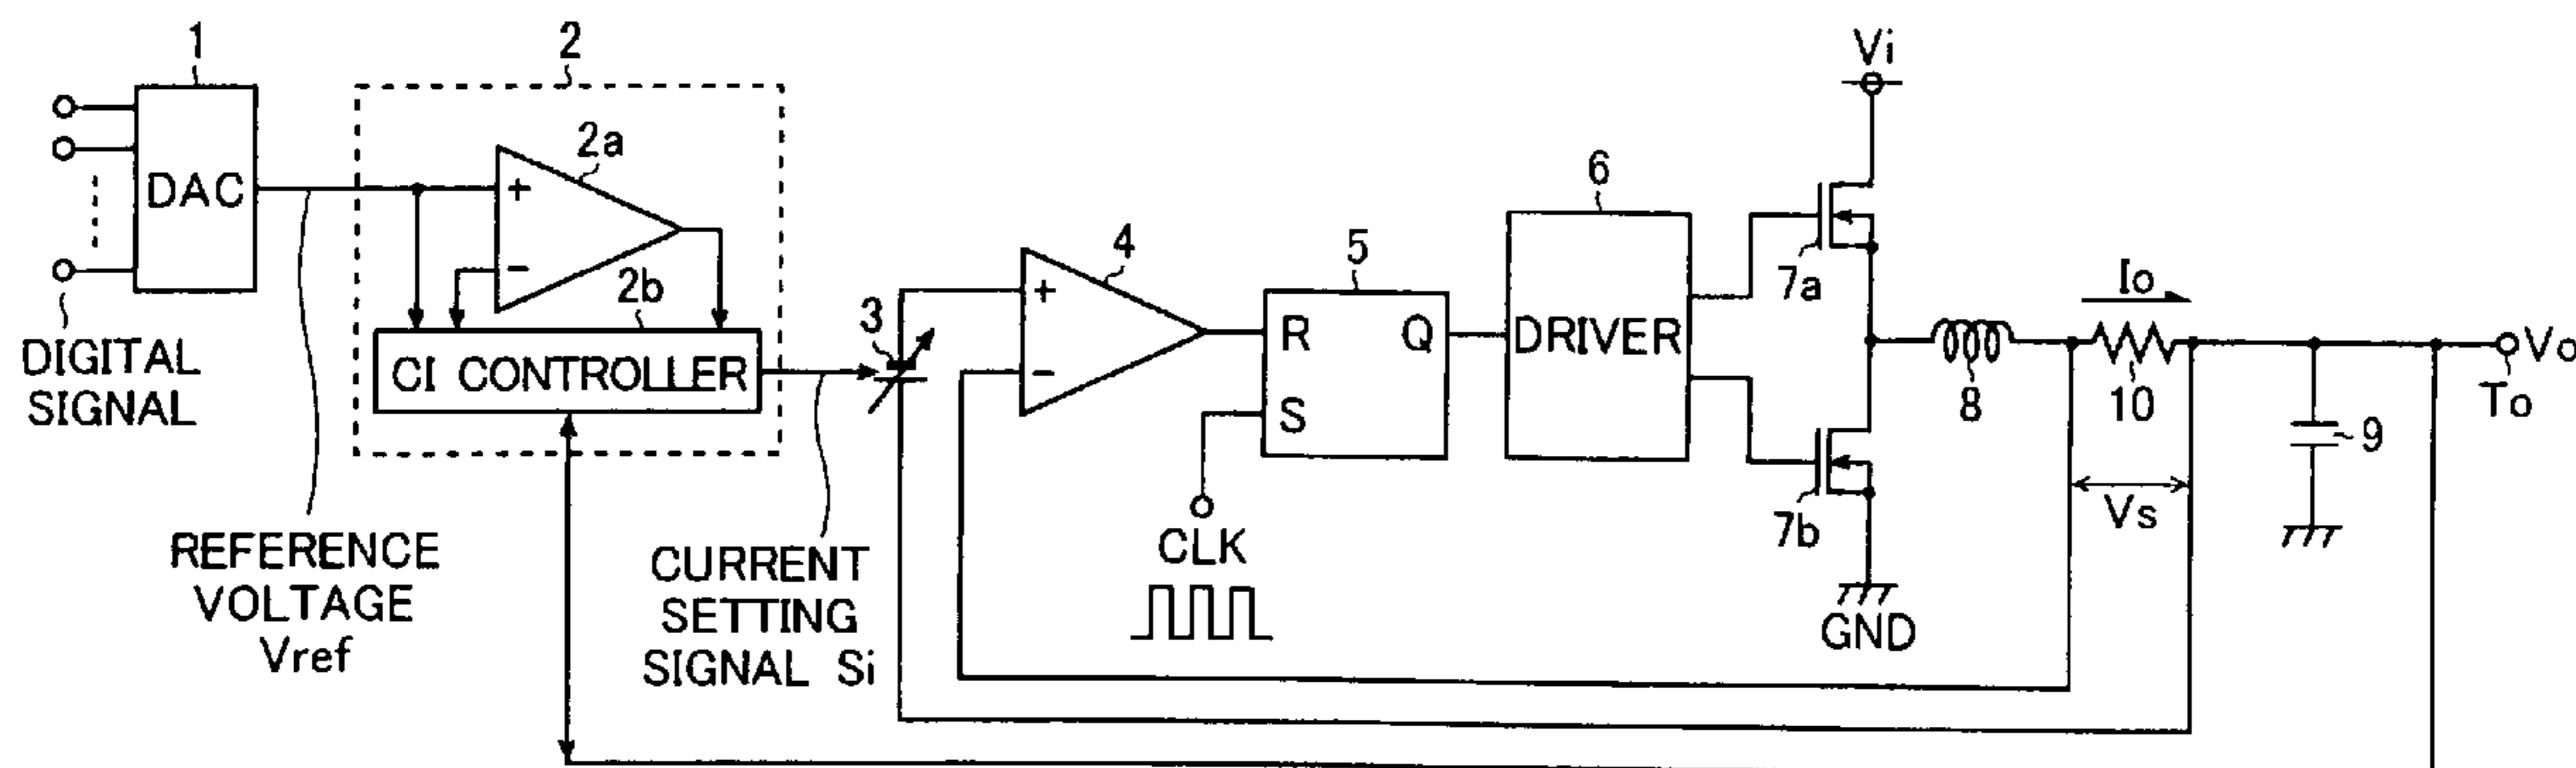 1
2
Vi
2a
DAC
+
−
2b
CI CONTROLLER
DIGITAL
SIGNAL
REFERENCE
VOLTAGE
Vref
CURRENT
SETTING
SIGNAL Si
3
4
+
−
5
R
Q
S
CLK
6
DRIVER
7a
7b
GND
8
Io
10
Vs
9
Vo
To